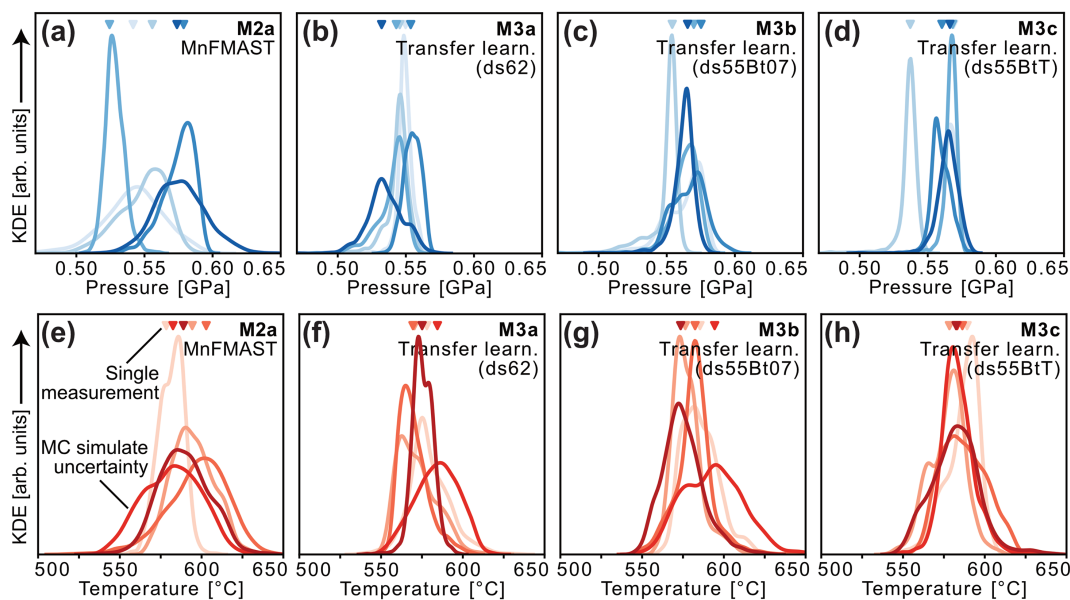 (a)
M2a
MnFMAST
KDE [arb. units]
0.50 0.55 0.60 0.65
Pressure [GPa]
(b)
M3a
Transfer learn.
(ds62)
0.50 0.55 0.60 0.65
Pressure [GPa]
(c)
M3b
Transfer learn.
(ds55Bt07)
0.50 0.55 0.60 0.65
Pressure [GPa]
(d)
M3c
Transfer learn.
(ds55BtT)
0.50 0.55 0.60 0.65
Pressure [GPa]
(e)
M2a
MnFMAST
Single
measurement
MC simulate
uncertainty
KDE [arb. units]
500 550 600 650
Temperature [°C]
(f)
M3a
Transfer learn.
(ds62)
550 600 650
Temperature [°C]
(g)
M3b
Transfer learn.
(ds55Bt07)
500 550 600 650
Temperature [°C]
(h)
M3c
Transfer learn.
(ds55BtT)
500 550 600 650
Temperature [°C]